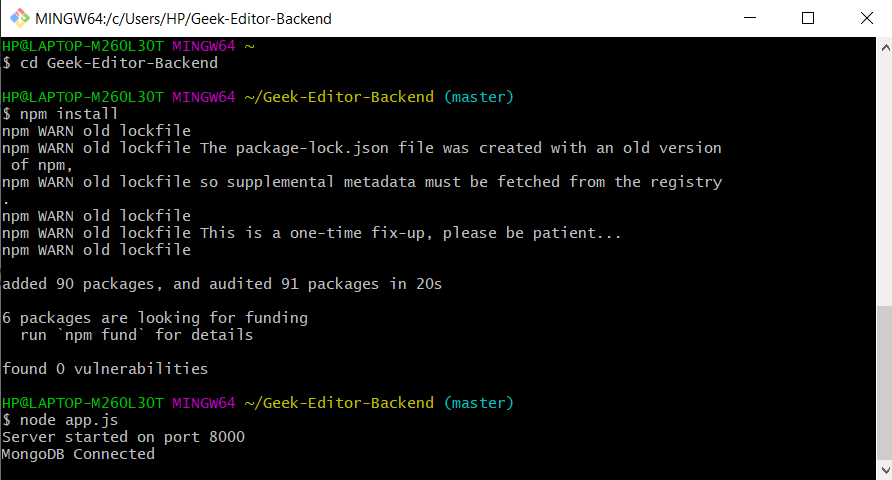 MINGW64:/c/Users/HP/Geek-Editor-Backend
HP@LAPTOP-M26OL3OT MINGW64 ~
$ cd Geek-Editor-Backend
HP@LAPTOP-M26OL3OT MINGW64 ~/Geek-Editor-Backend (master)
$ npm install
npm WARN old lockfile
npm WARN old lockfile The package-lock.json file was created with an old version
 of npm,
npm WARN old lockfile so supplemental metadata must be fetched from the registry
.
npm WARN old lockfile
npm WARN old lockfile This is a one-time fix-up, please be patient...
npm WARN old lockfile
added 90 packages, and audited 91 packages in 20s
6 packages are looking for funding
  run `npm fund` for details
found 0 vulnerabilities
HP@LAPTOP-M26OL3OT MINGW64 ~/Geek-Editor-Backend (master)
$ node app.js
Server started on port 8000
MongoDB Connected